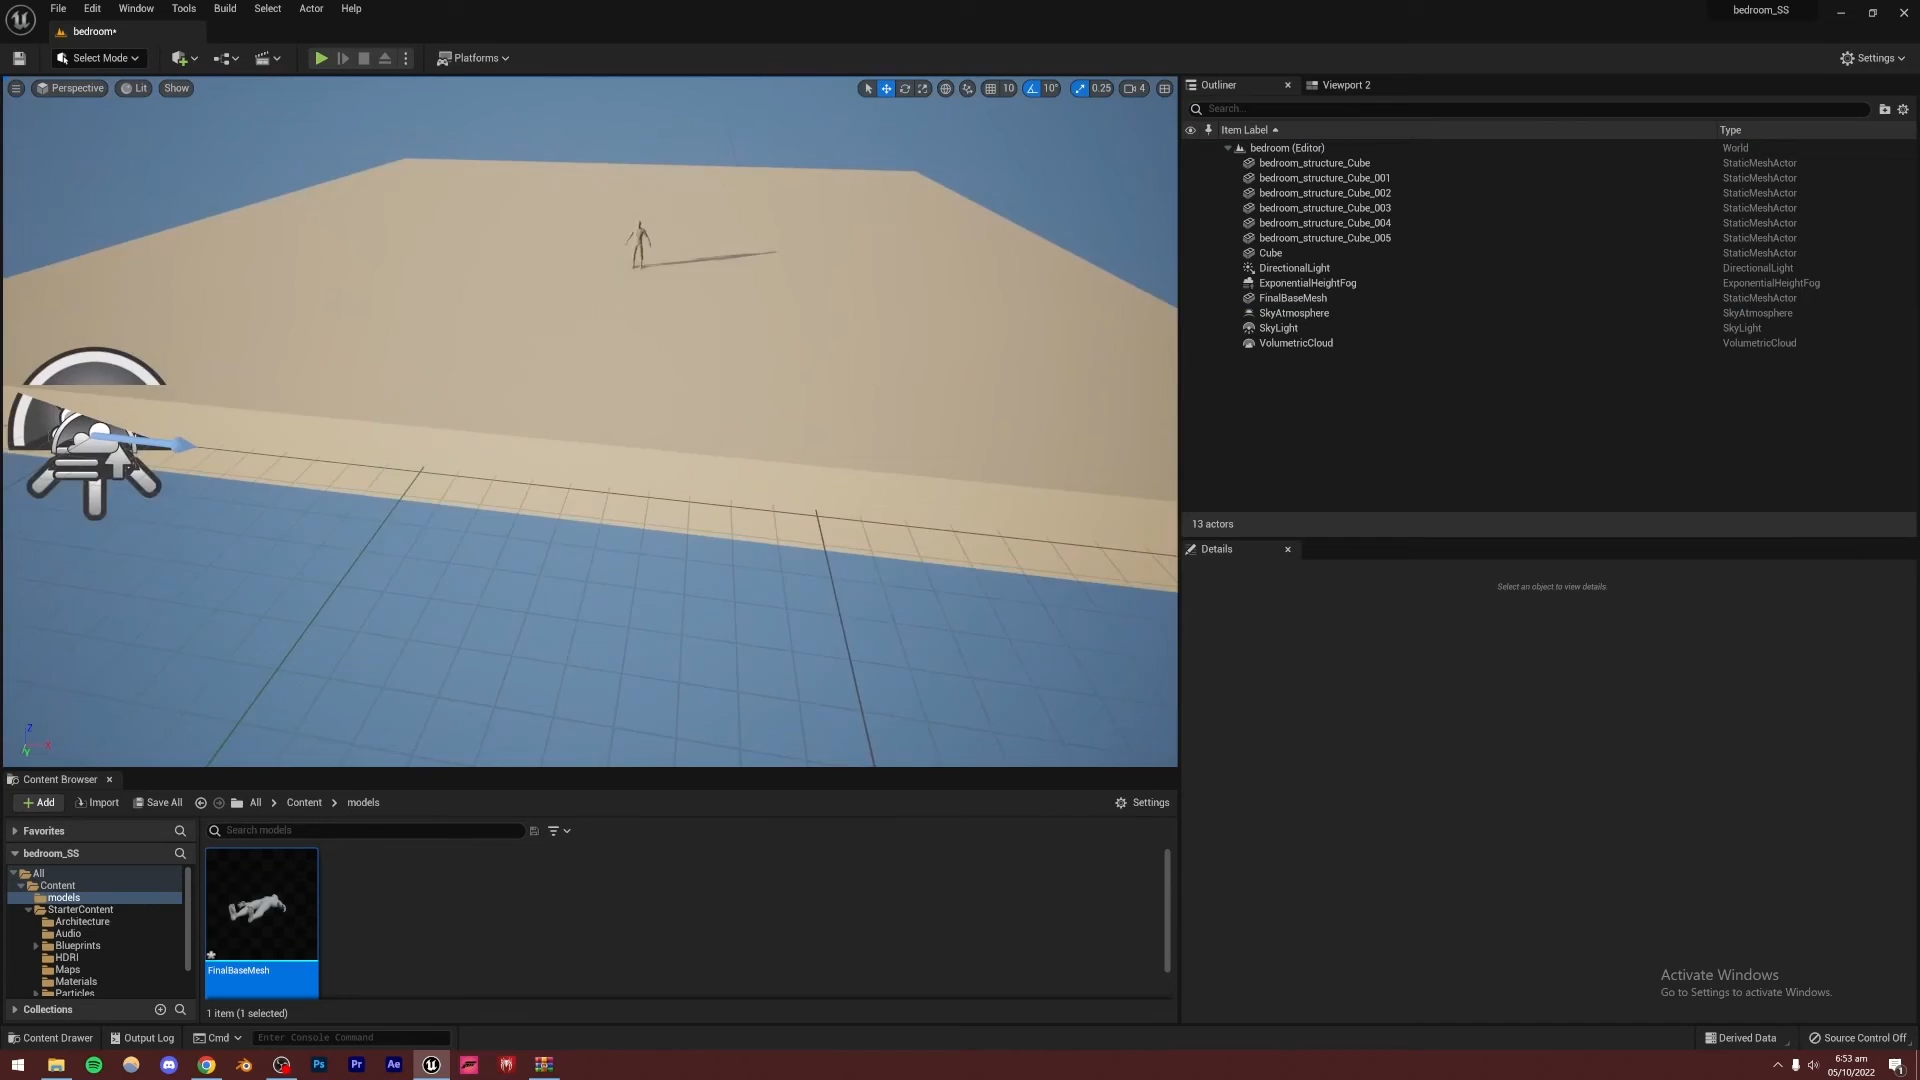 File Edit Window Tools Build Select Actor Help
bedroom_SS
bedroom*
Select Mode
Platforms
Settings
Perspective Lit Show
10 10° 0.25 4
Outliner Viewport 2
Search...
Item Label Type
bedroom (Editor) World
bedroom_structure_Cube StaticMeshActor
bedroom_structure_Cube_001 StaticMeshActor
bedroom_structure_Cube_002 StaticMeshActor
bedroom_structure_Cube_003 StaticMeshActor
bedroom_structure_Cube_004 StaticMeshActor
bedroom_structure_Cube_005 StaticMeshActor
Cube StaticMeshActor
DirectionalLight DirectionalLight
ExponentialHeightFog ExponentialHeightFog
FinalBaseMesh StaticMeshActor
SkyAtmosphere SkyAtmosphere
SkyLight SkyLight
VolumetricCloud VolumetricCloud
13 actors
Details
Select an object to view details.
Z
X
Y
Content Browser
Add Import Save All All Content models Settings
Favorites
Search models
bedroom_SS
All
Content
models
StarterContent
Architecture
Audio
Blueprints
HDRI
Maps
Materials
Particles
FinalBaseMesh
Collections
1 item (1 selected)
Activate Windows
Go to Settings to activate Windows.
Content Drawer Output Log Cmd Enter Console Command Derived Data Source Control Off
Ps Pr Ae
6:53 am
05/10/2022
1